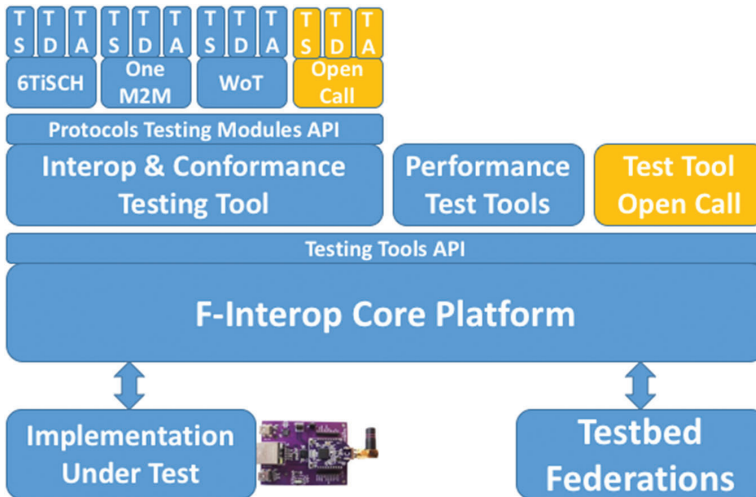 T T T T T T T T T T T T
S D A S D A S D A S D A
6TiSCH
One
M2M
WoT
Open
Call
Protocols Testing Modules API
Interop & Conformance
Testing Tool
Performance
Test Tools
Test Tool
Open Call
Testing Tools API
F-Interop Core Platform
Implementation
Under Test
Testbed
Federations